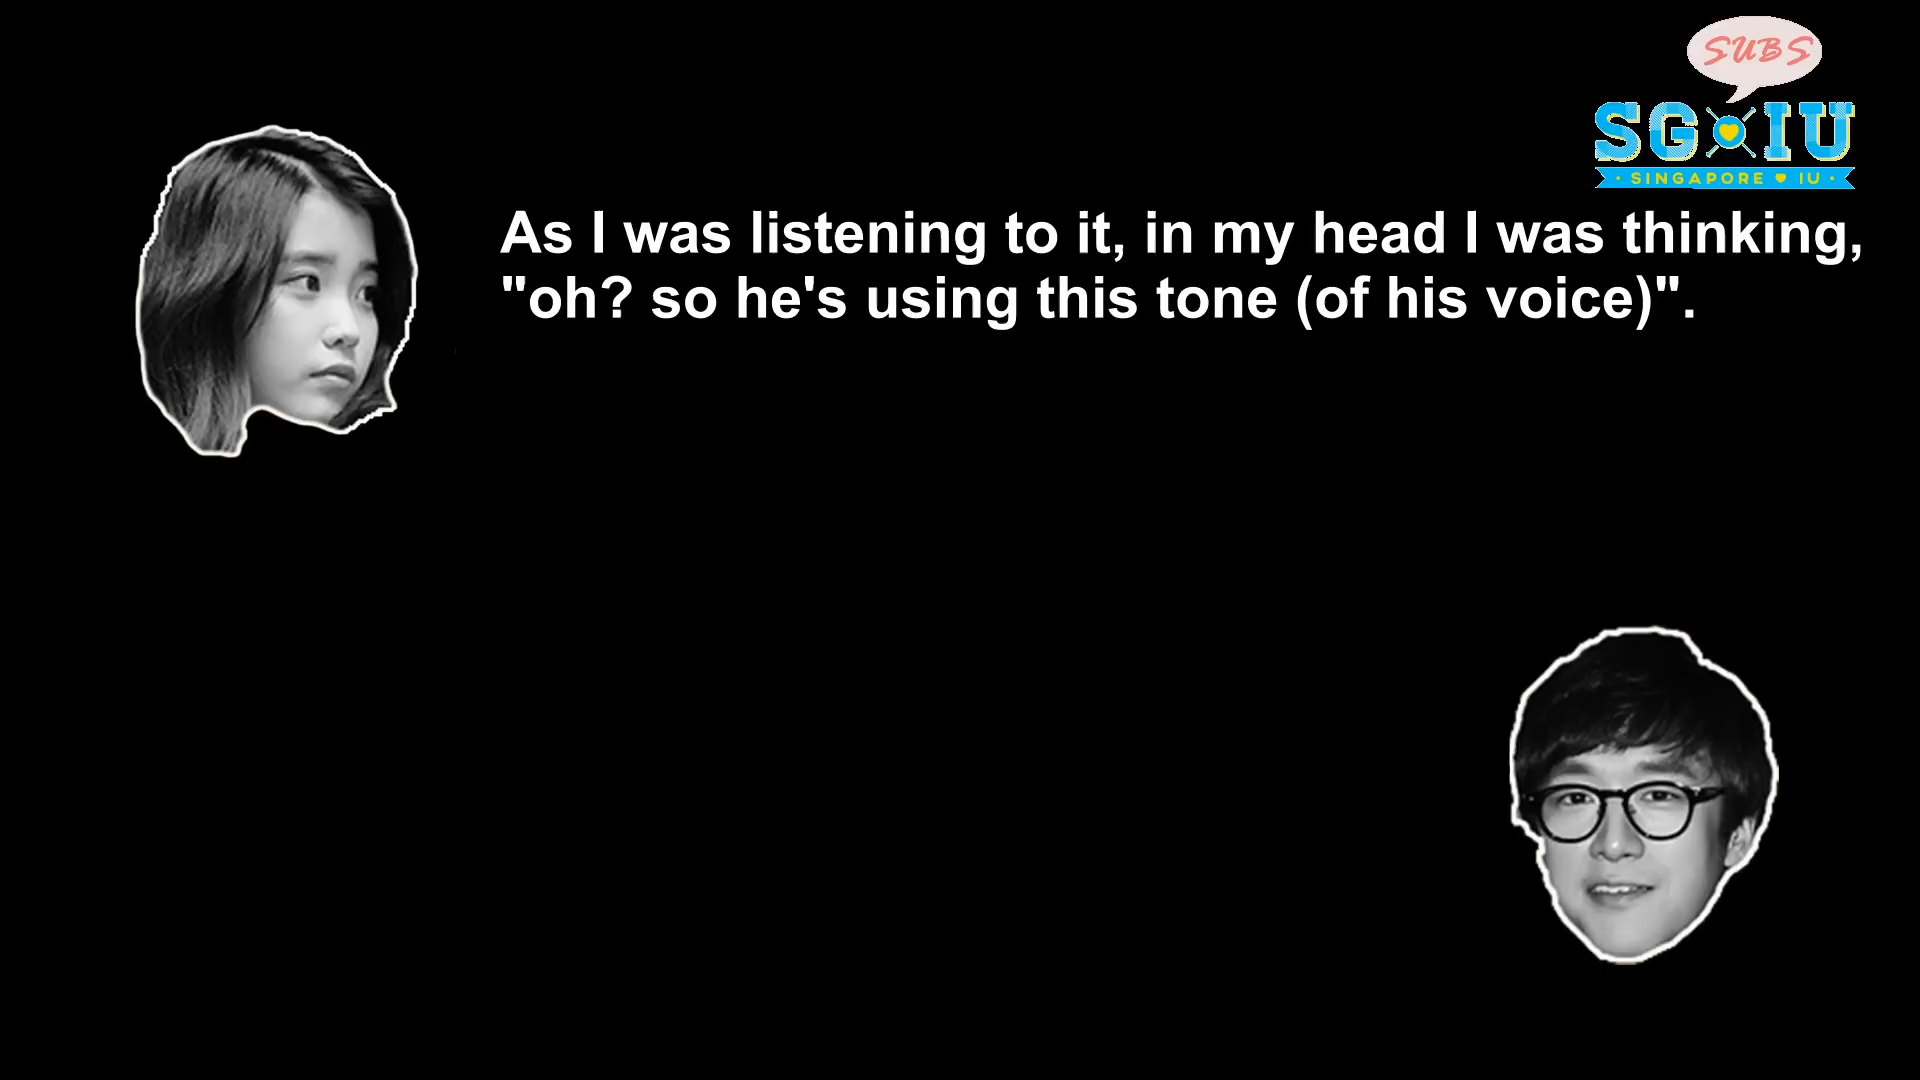 SUBS
SG IU
· SINGAPORE ♥ IU ·
As I was listening to it, in my head I was thinking,
"oh? so he's using this tone (of his voice)".